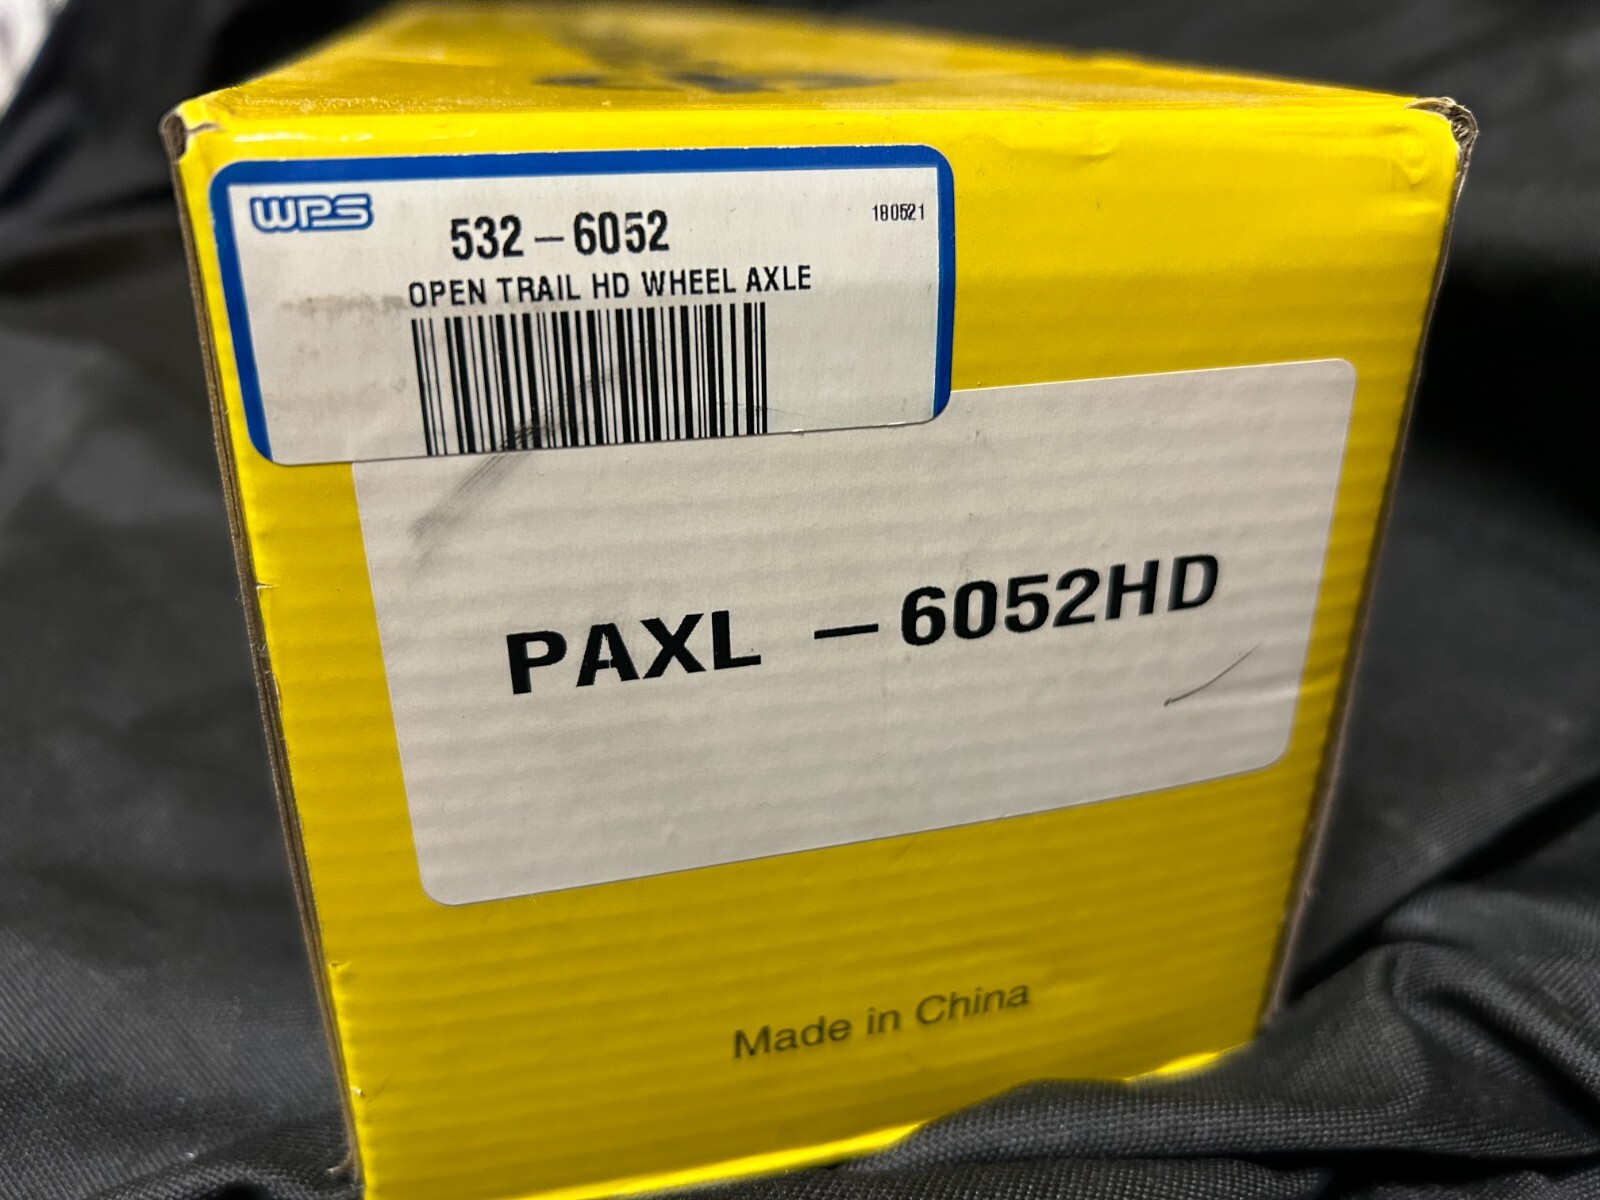 WPS
532-6052
180521
OPEN TRAIL HD WHEEL AXLE
PAXL -6052HD
Made in China